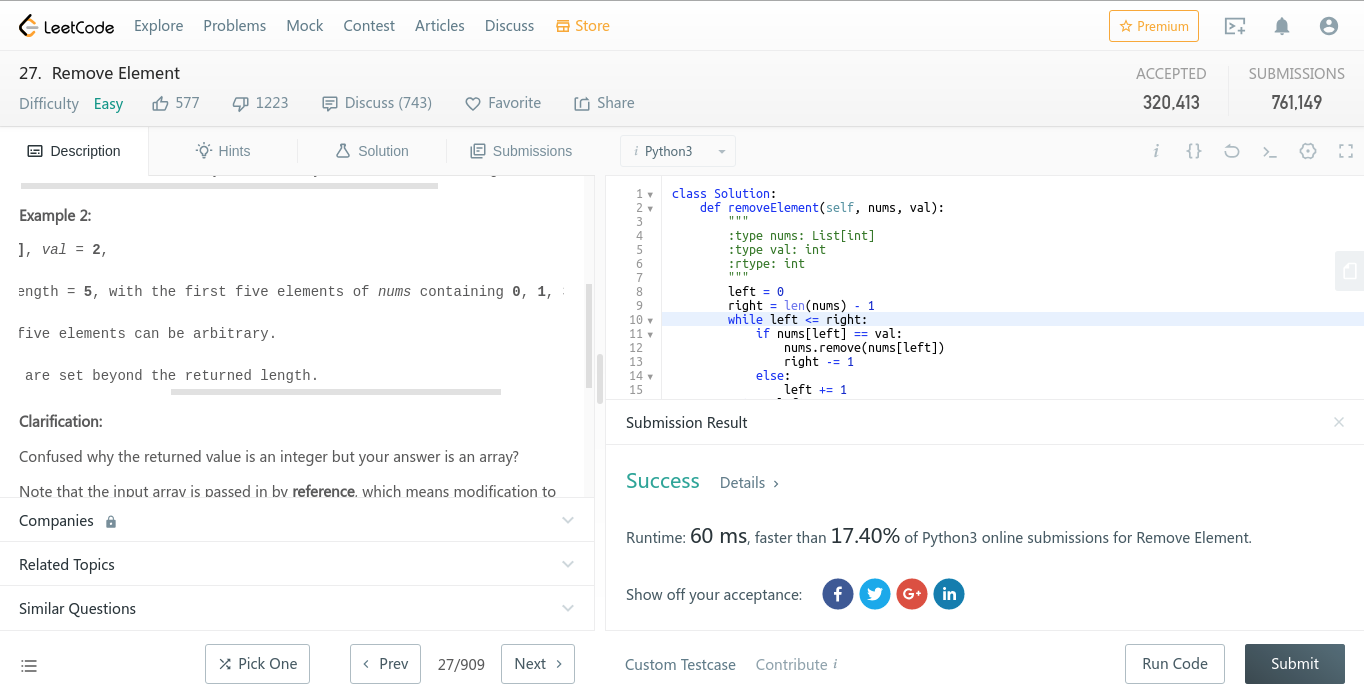 LeetCode Explore Problems Mock Contest Articles Discuss Store Premium
27. Remove Element
ACCEPTED SUBMISSIONS
Difficulty Easy 577 1223 Discuss (743) Favorite Share
320,413 761,149
Description Hints Solution Submissions
i Python3
Example 2:
], val = 2,
ength = 5, with the first five elements of nums containing 0, 1,
five elements can be arbitrary.
are set beyond the returned length.
Clarification:
Confused why the returned value is an integer but your answer is an array?
Note that the input array is passed in by reference, which means modification to
Companies
Related Topics
Similar Questions
1 class Solution:
2 def removeElement(self, nums, val):
3 """
4 :type nums: List[int]
5 :type val: int
6 :rtype: int
7 """
8 left = 0
9 right = len(nums) - 1
10 while left <= right:
11 if nums[left] == val:
12 nums.remove(nums[left])
13 right -= 1
14 else:
15 left += 1
Submission Result
Success Details ›
Runtime: 60 ms, faster than 17.40% of Python3 online submissions for Remove Element.
Show off your acceptance:
Pick One ‹ Prev 27/909 Next ›
Custom Testcase Contribute i Run Code Submit